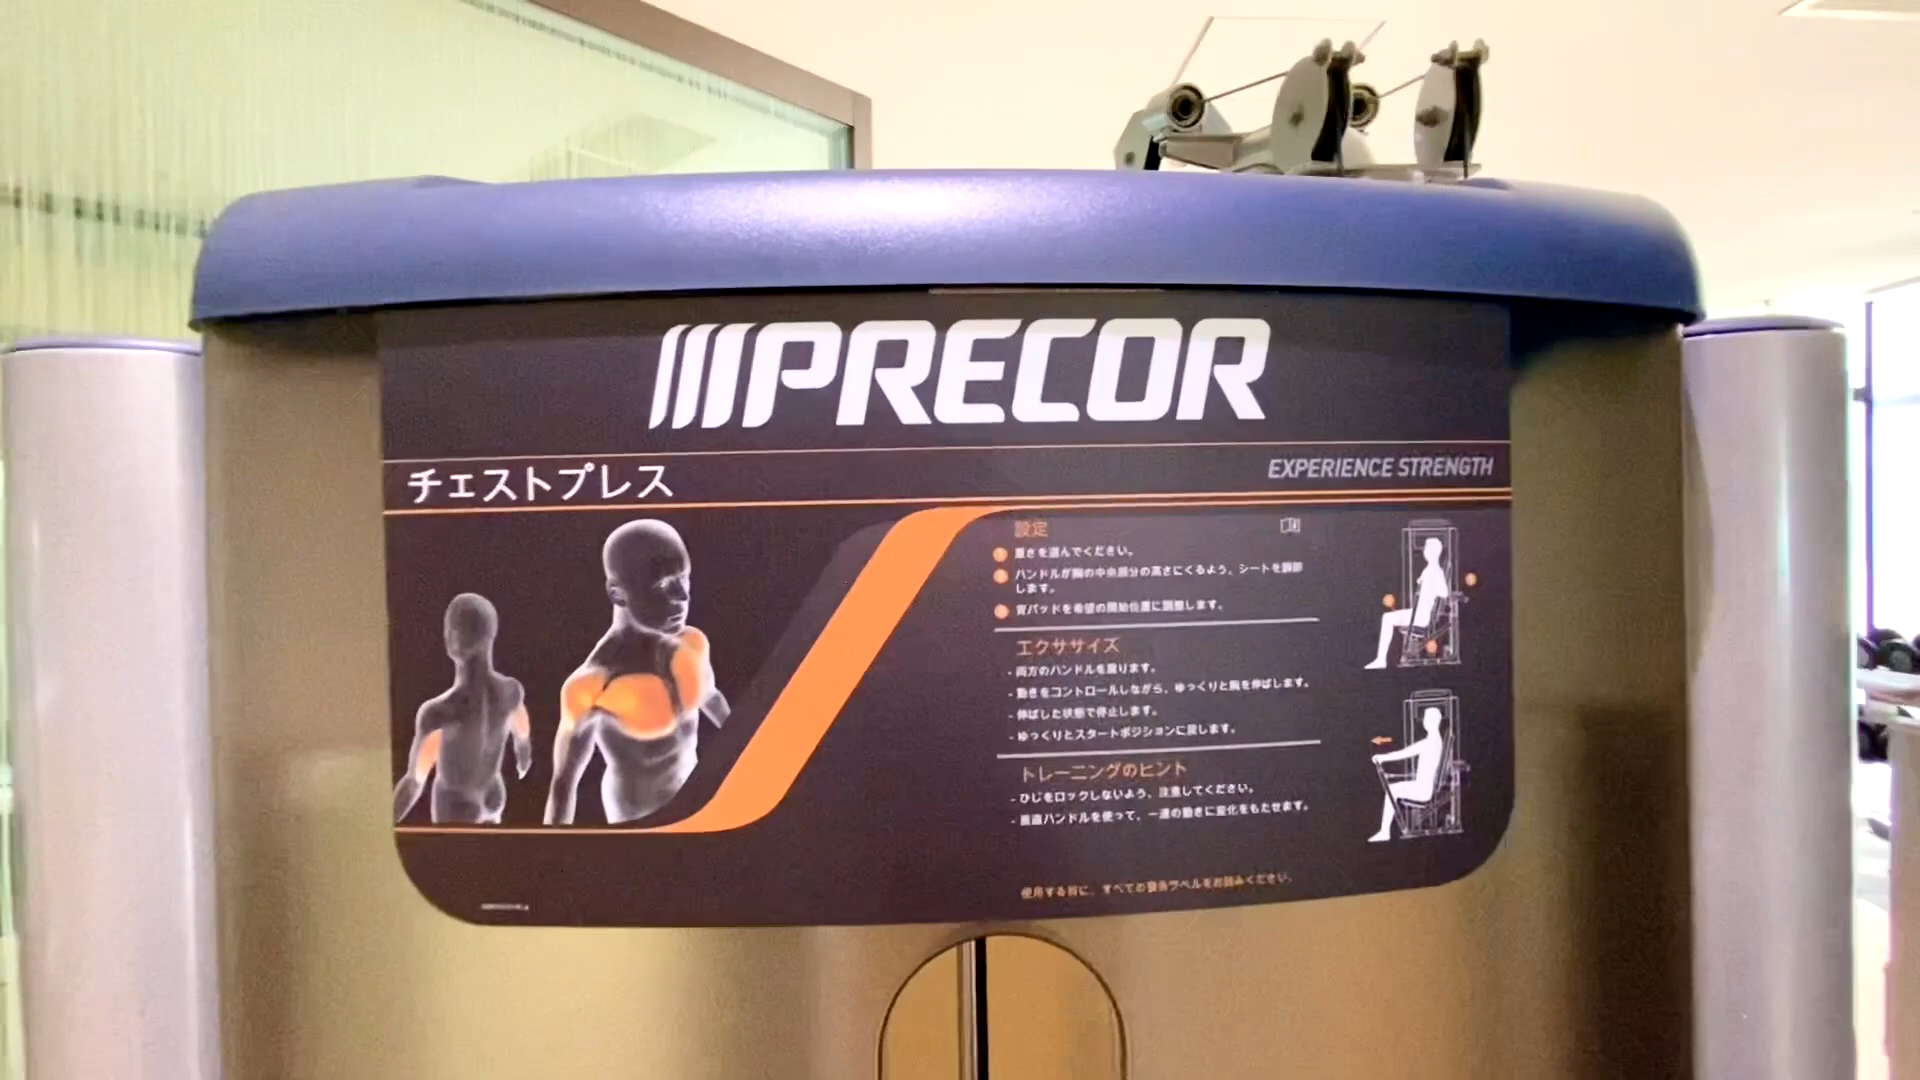 PRECOR
チェストプレス
EXPERIENCE STRENGTH
設定
1 重さを選んでください。
2 ハンドルが胸の中央部分の高さにくるよう、シートを調節
します。
3 背パッドを希望の開始位置に調整します。
エクササイズ
- 両方のハンドルを握ります。
- 動きをコントロールしながら、ゆっくりと腕を伸ばします。
- 伸ばした状態で停止します。
- ゆっくりとスタートポジションに戻します。
トレーニングのヒント
- ひじをロックしないよう、注意してください。
- 垂直ハンドルを使って、一連の動きに変化をもたせます。
使用する前に、すべての警告ラベルをお読みください。